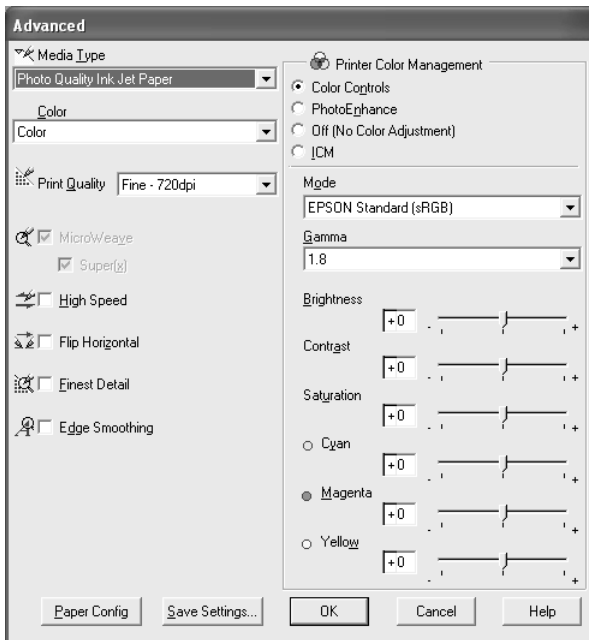 Advanced
Media Type
Photo Quality Ink Jet Paper
Color
Color
Print Quality
Fine - 720dpi
MicroWeave
Super(x)
High Speed
Flip Horizontal
Finest Detail
Edge Smoothing
Printer Color Management
Color Controls
PhotoEnhance
Off (No Color Adjustment)
ICM
Mode
EPSON Standard (sRGB)
Gamma
1.8
Brightness
+0 - +
Contrast
+0 - +
Saturation
+0 - +
Cyan
+0 - +
Magenta
+0 - +
Yellow
+0 - +
Paper Config
Save Settings...
OK
Cancel
Help